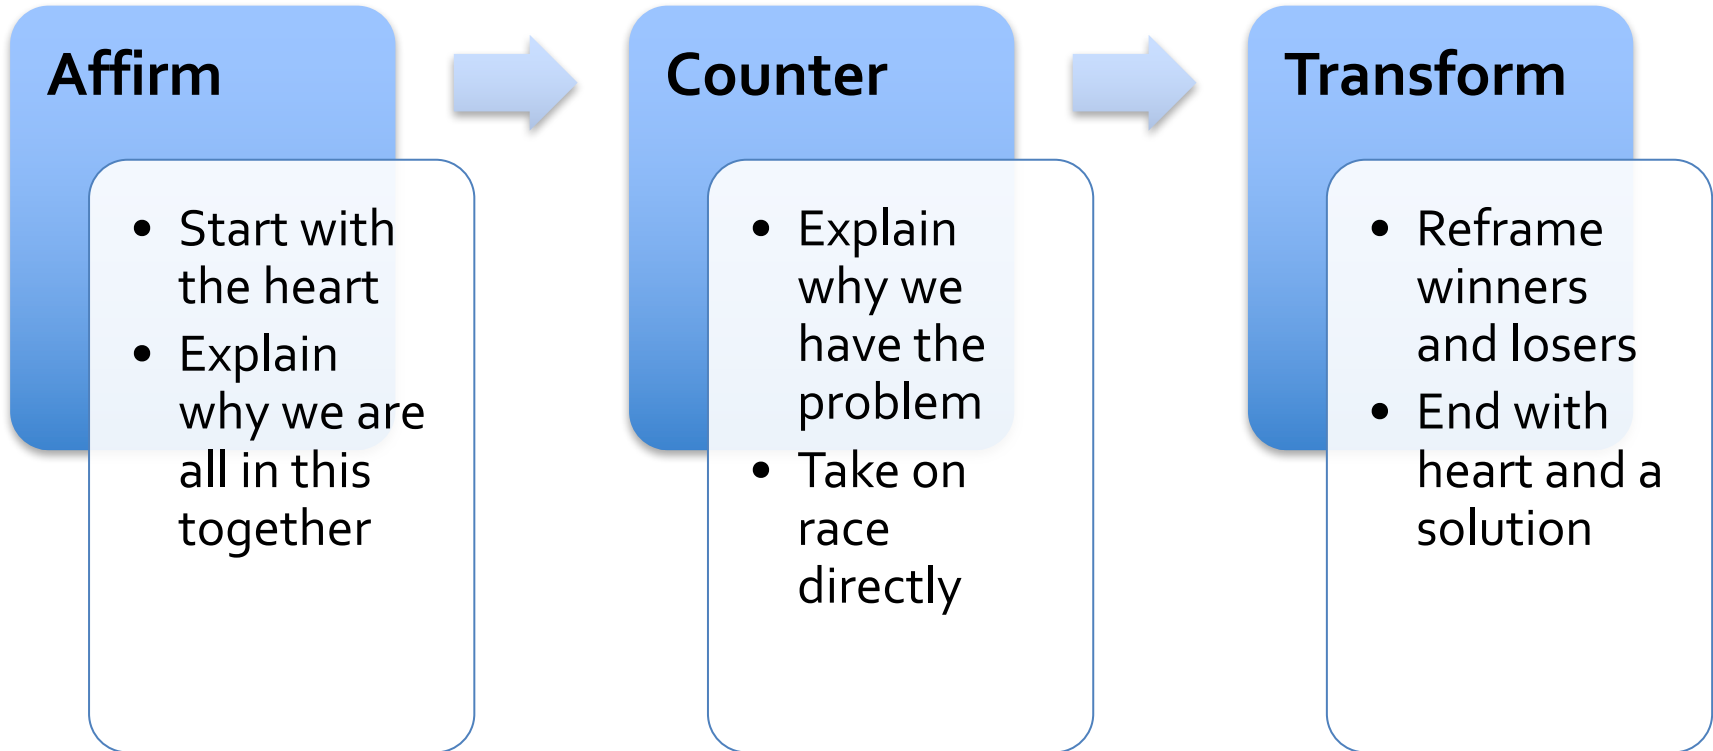 Affirm
• Start with
the heart
• Explain
why we are
all in this
together
Counter
• Explain
why we
have the
problem
• Take on
race
directly
Transform
• Reframe
winners
and losers
• End with
heart and a
solution